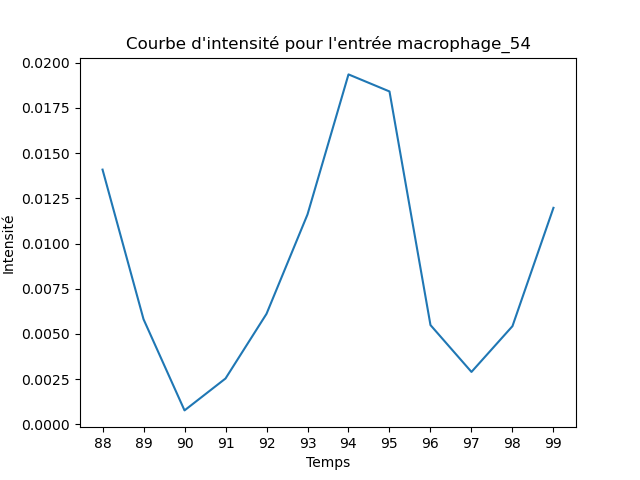 Courbe d'intensité pour l'entrée macrophage_54
0.0200
0.0175
0.0150
0.0125
0.0100
0.0075
0.0050
0.0025
0.0000
Intensité
88 89 90 91 92 93 94 95 96 97 98 99
Temps